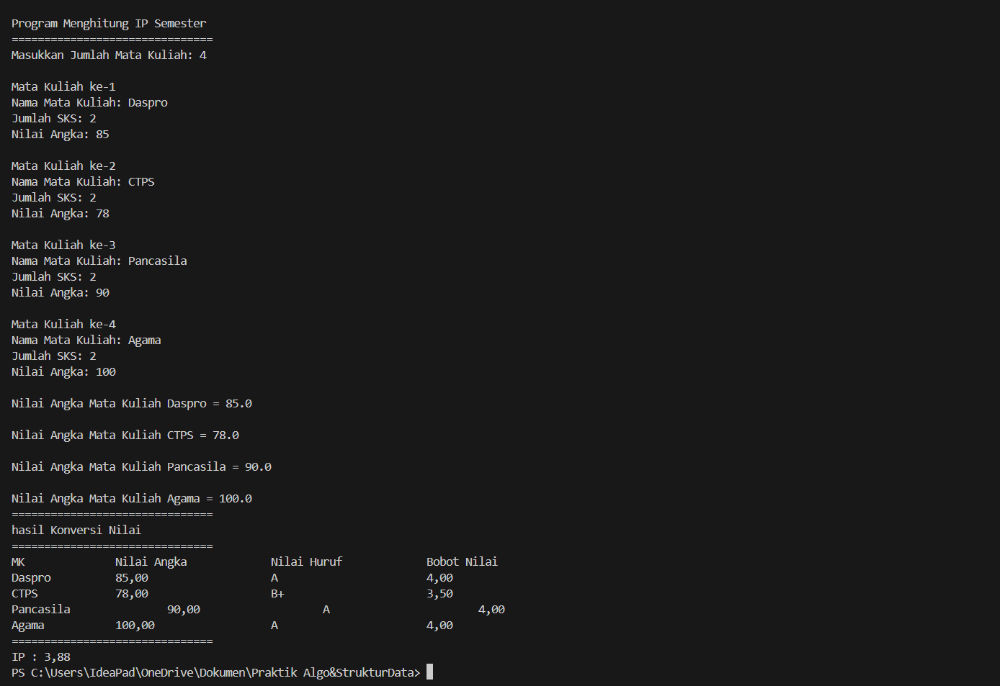 Program Menghitung IP Semester
===============================
Masukkan Jumlah Mata Kuliah: 4
Mata Kuliah ke-1
Nama Mata Kuliah: Daspro
Jumlah SKS: 2
Nilai Angka: 85
Mata Kuliah ke-2
Nama Mata Kuliah: CTPS
Jumlah SKS: 2
Nilai Angka: 78
Mata Kuliah ke-3
Nama Mata Kuliah: Pancasila
Jumlah SKS: 2
Nilai Angka: 90
Mata Kuliah ke-4
Nama Mata Kuliah: Agama
Jumlah SKS: 2
Nilai Angka: 100
Nilai Angka Mata Kuliah Daspro = 85.0
Nilai Angka Mata Kuliah CTPS = 78.0
Nilai Angka Mata Kuliah Pancasila = 90.0
Nilai Angka Mata Kuliah Agama = 100.0
===============================
hasil Konversi Nilai
===============================
MK              Nilai Angka             Nilai Huruf             Bobot Nilai
Daspro          85,00                   A                       4,00
CTPS            78,00                   B+                      3,50
Pancasila               90,00                   A                       4,00
Agama           100,00                  A                       4,00
===============================
IP : 3,88
PS C:\Users\IdeaPad\OneDrive\Dokumen\Praktik Algo&StrukturData>